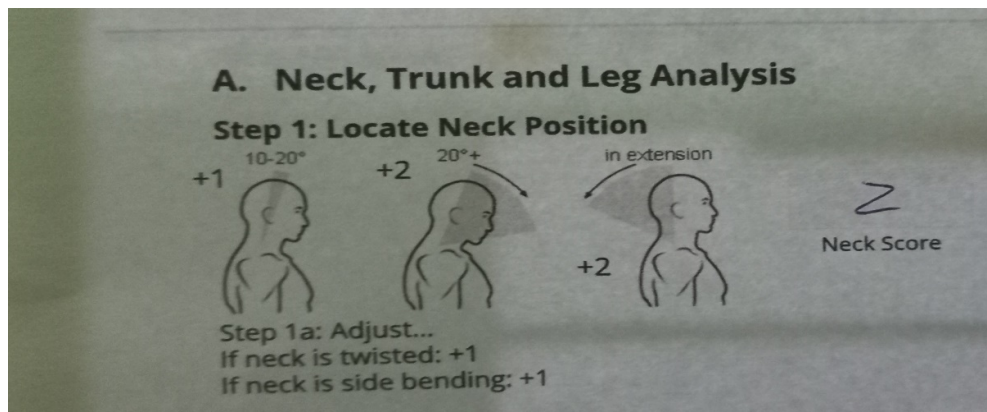 A. Neck, Trunk and Leg Analysis
Step 1: Locate Neck Position
+1 10-20° +2 20°+ in extension
+2
2
Neck Score
Step 1a: Adjust...
If neck is twisted: +1
If neck is side bending: +1